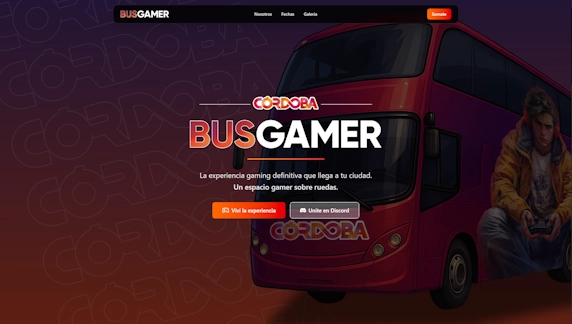 BUSGAMER
Nosotros Fechas Galería
Sumate
CÓRDOBA
BUSGAMER
La experiencia gaming definitiva que llega a tu ciudad.
Un espacio gamer sobre ruedas.
Viví la experiencia
Unite en Discord
CÓRDOBA